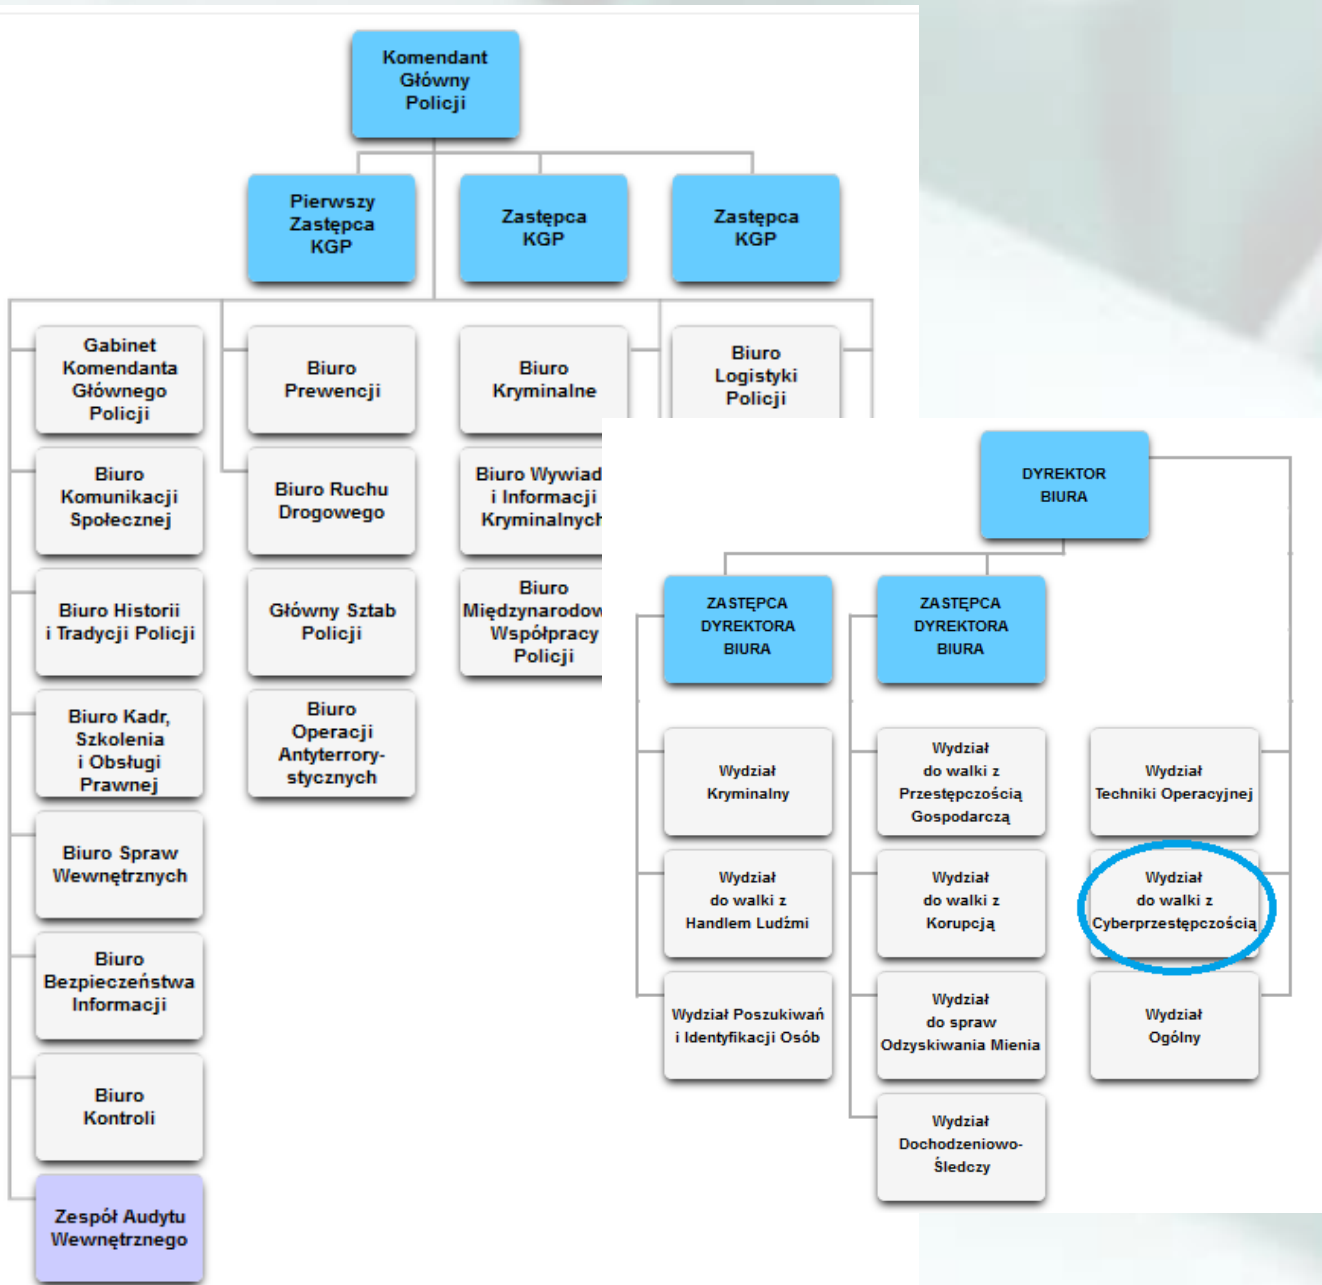 Komendant
Główny
Policji
Pierwszy
Zastępca
KGP
Zastępca
KGP
Zastępca
KGP
Gabinet
Komendanta
Głównego
Policji
Biuro
Komunikacji
Społecznej
Biuro Historii
i Tradycji Policji
Biuro Kadr,
Szkolenia
i Obsługi
Prawnej
Biuro Spraw
Wewnętrznych
Biuro
Bezpieczeństwa
Informacji
Biuro
Kontroli
Zespół Audytu
Wewnętrznego
Biuro
Prewencji
Biuro Ruchu
Drogowego
Główny Sztab
Policji
Biuro
Operacji
Antyterrory-
stycznych
Biuro
Kryminalne
Biuro Wywiad
i Informacji
Kryminalnych
Biuro
Międzynarodow
Współpracy
Policji
Biuro
Logistyki
Policji
DYREKTOR
BIURA
ZASTĘPCA
DYREKTORA
BIURA
ZASTĘPCA
DYREKTORA
BIURA
Wydział
Kryminalny
Wydział
do walki z
Handlem Ludźmi
Wydział Poszukiwań
i Identyfikacji Osób
Wydział
do walki z
Przestępczością
Gospodarczą
Wydział
do walki z
Korupcją
Wydział
do spraw
Odzyskiwania Mienia
Wydział
Dochodzeniowo-
Śledczy
Wydział
Techniki Operacyjnej
Wydział
do walki z
Cyberprzestępczością
Wydział
Ogólny